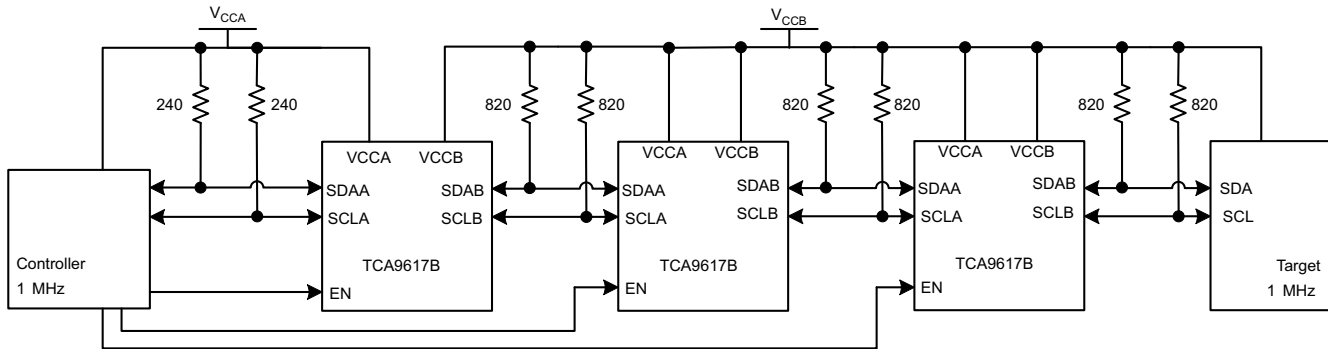 VCCA
VCCB
240
240
820
820
820
820
820
820
VCCA
VCCB
VCCA
VCCB
VCCA
VCCB
SDAA
SDAB
SDAA
SDAB
SDAA
SDAB
SDA
SCLA
SCLB
SCLA
SCLB
SCLA
SCLB
SCL
Controller
1 MHz
TCA9617B
TCA9617B
TCA9617B
Target
1 MHz
EN
EN
EN